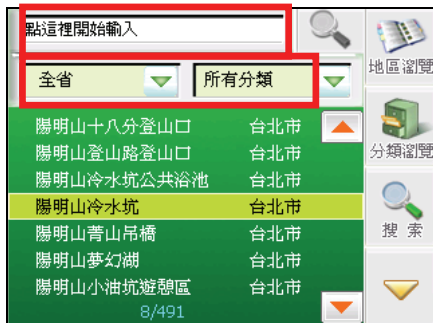 點這裡開始輸入
全省
所有分類
陽明山十八分登山口 台北市
陽明山登山路登山口 台北市
陽明山冷水坑公共浴池 台北市
陽明山冷水坑 台北市
陽明山菁山吊橋 台北市
陽明山夢幻湖 台北市
陽明山小油坑遊憩區 台北市
8/491
地區瀏覽
分類瀏覽
搜 索